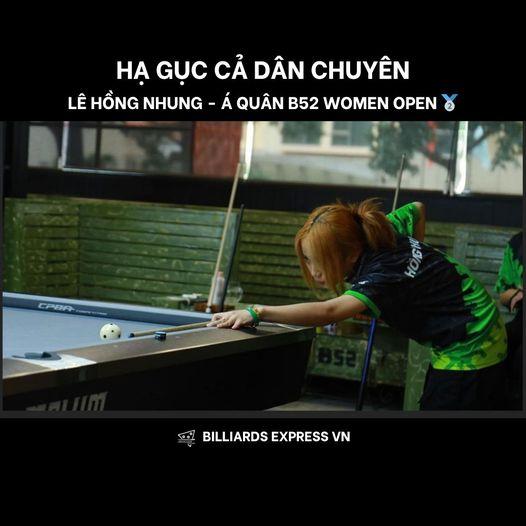 HẠ GỤC CẢ DÂN CHUYÊN
LÊ HỒNG NHUNG - Á QUÂN B52 WOMEN OPEN 🥈
CPBA
B52
BILLIARDS EXPRESS VN